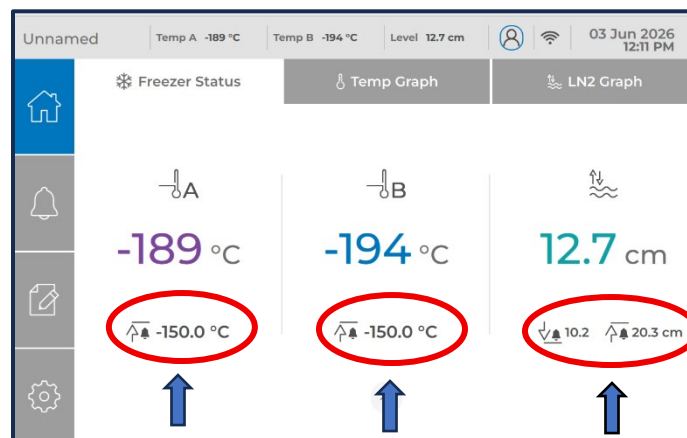 Unnamed Temp A -189 °C Temp B -194 °C Level 12.7 cm 03 Jun 2026
12:11 PM
Freezer Status Temp Graph LN2 Graph
A B
-189 °C -194 °C 12.7 cm
-150.0 °C -150.0 °C 10.2 20.3 cm